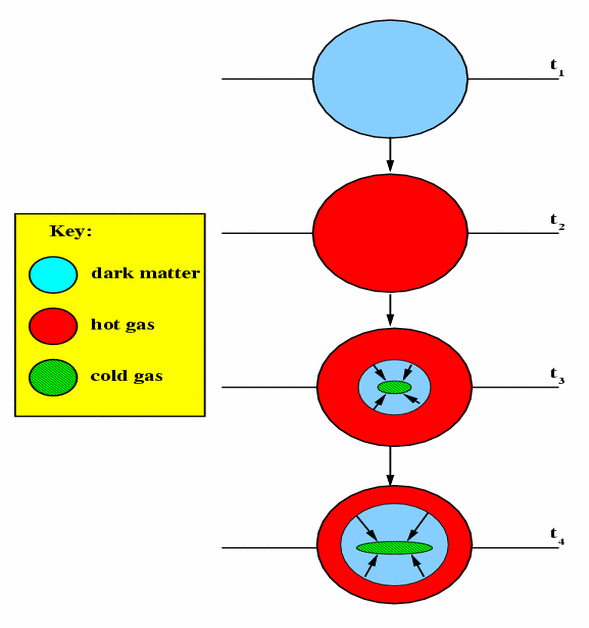 t1
t2
Key:
dark matter
hot gas
cold gas
t3
t4